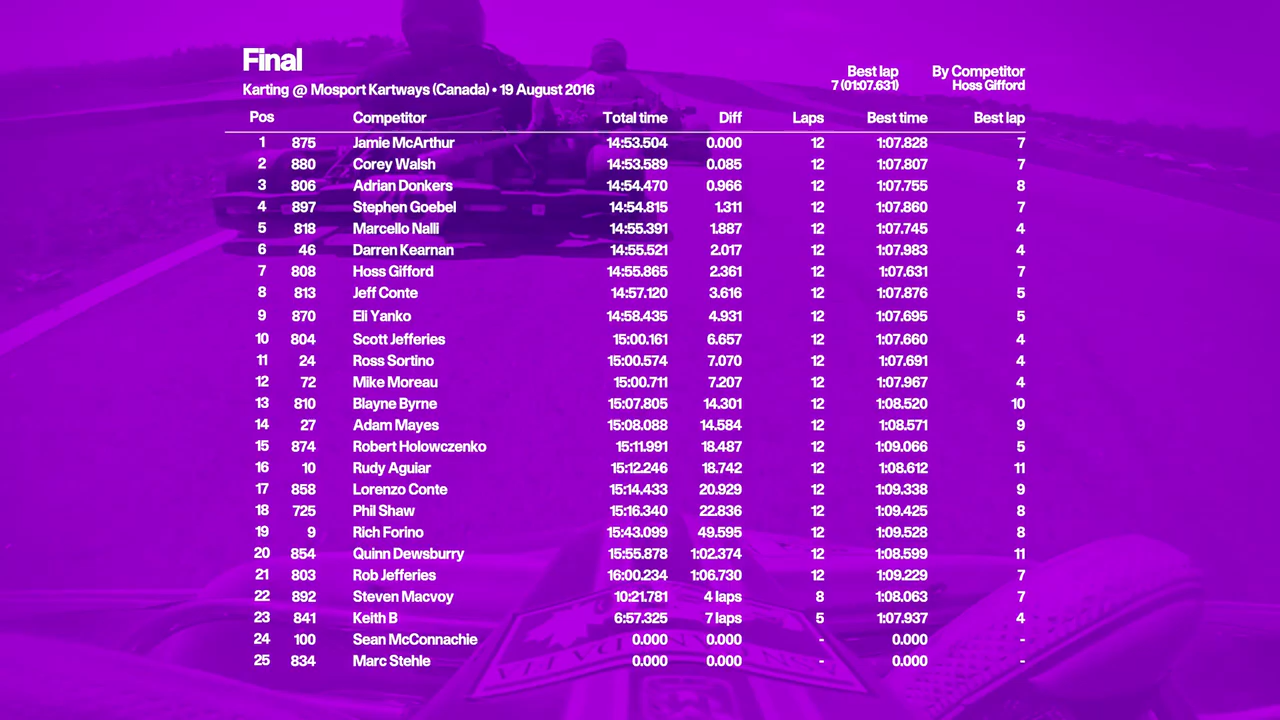 Final
Karting @ Mosport Kartways (Canada) • 19 August 2016
Best lap By Competitor
7 (01:07.631) Hoss Gifford
Pos Competitor Total time Diff Laps Best time Best lap
1 875 Jamie McArthur 14:53.504 0.000 12 1:07.828 7
2 880 Corey Walsh 14:53.589 0.085 12 1:07.807 7
3 806 Adrian Donkers 14:54.470 0.966 12 1:07.755 8
4 897 Stephen Goebel 14:54.815 1.311 12 1:07.860 7
5 818 Marcello Nalli 14:55.391 1.887 12 1:07.745 4
6 46 Darren Kearnan 14:55.521 2.017 12 1:07.983 4
7 808 Hoss Gifford 14:55.865 2.361 12 1:07.631 7
8 813 Jeff Conte 14:57.120 3.616 12 1:07.876 5
9 870 Eli Yanko 14:58.435 4.931 12 1:07.695 5
10 804 Scott Jefferies 15:00.161 6.657 12 1:07.660 4
11 24 Ross Sortino 15:00.574 7.070 12 1:07.691 4
12 72 Mike Moreau 15:00.711 7.207 12 1:07.967 4
13 810 Blayne Byrne 15:07.805 14.301 12 1:08.520 10
14 27 Adam Mayes 15:08.088 14.584 12 1:08.571 9
15 874 Robert Holowczenko 15:11.991 18.487 12 1:09.066 5
16 10 Rudy Aguiar 15:12.246 18.742 12 1:08.612 11
17 858 Lorenzo Conte 15:14.433 20.929 12 1:09.338 9
18 725 Phil Shaw 15:16.340 22.836 12 1:09.425 8
19 9 Rich Forino 15:43.099 49.595 12 1:09.528 8
20 854 Quinn Dewsburry 15:55.878 1:02.374 12 1:08.599 11
21 803 Rob Jefferies 16:00.234 1:06.730 12 1:09.229 7
22 892 Steven Macvoy 10:21.781 4 laps 8 1:08.063 7
23 841 Keith B 6:57.325 7 laps 5 1:07.937 4
24 100 Sean McConnachie 0.000 0.000 - 0.000 -
25 834 Marc Stehle 0.000 0.000 - 0.000 -